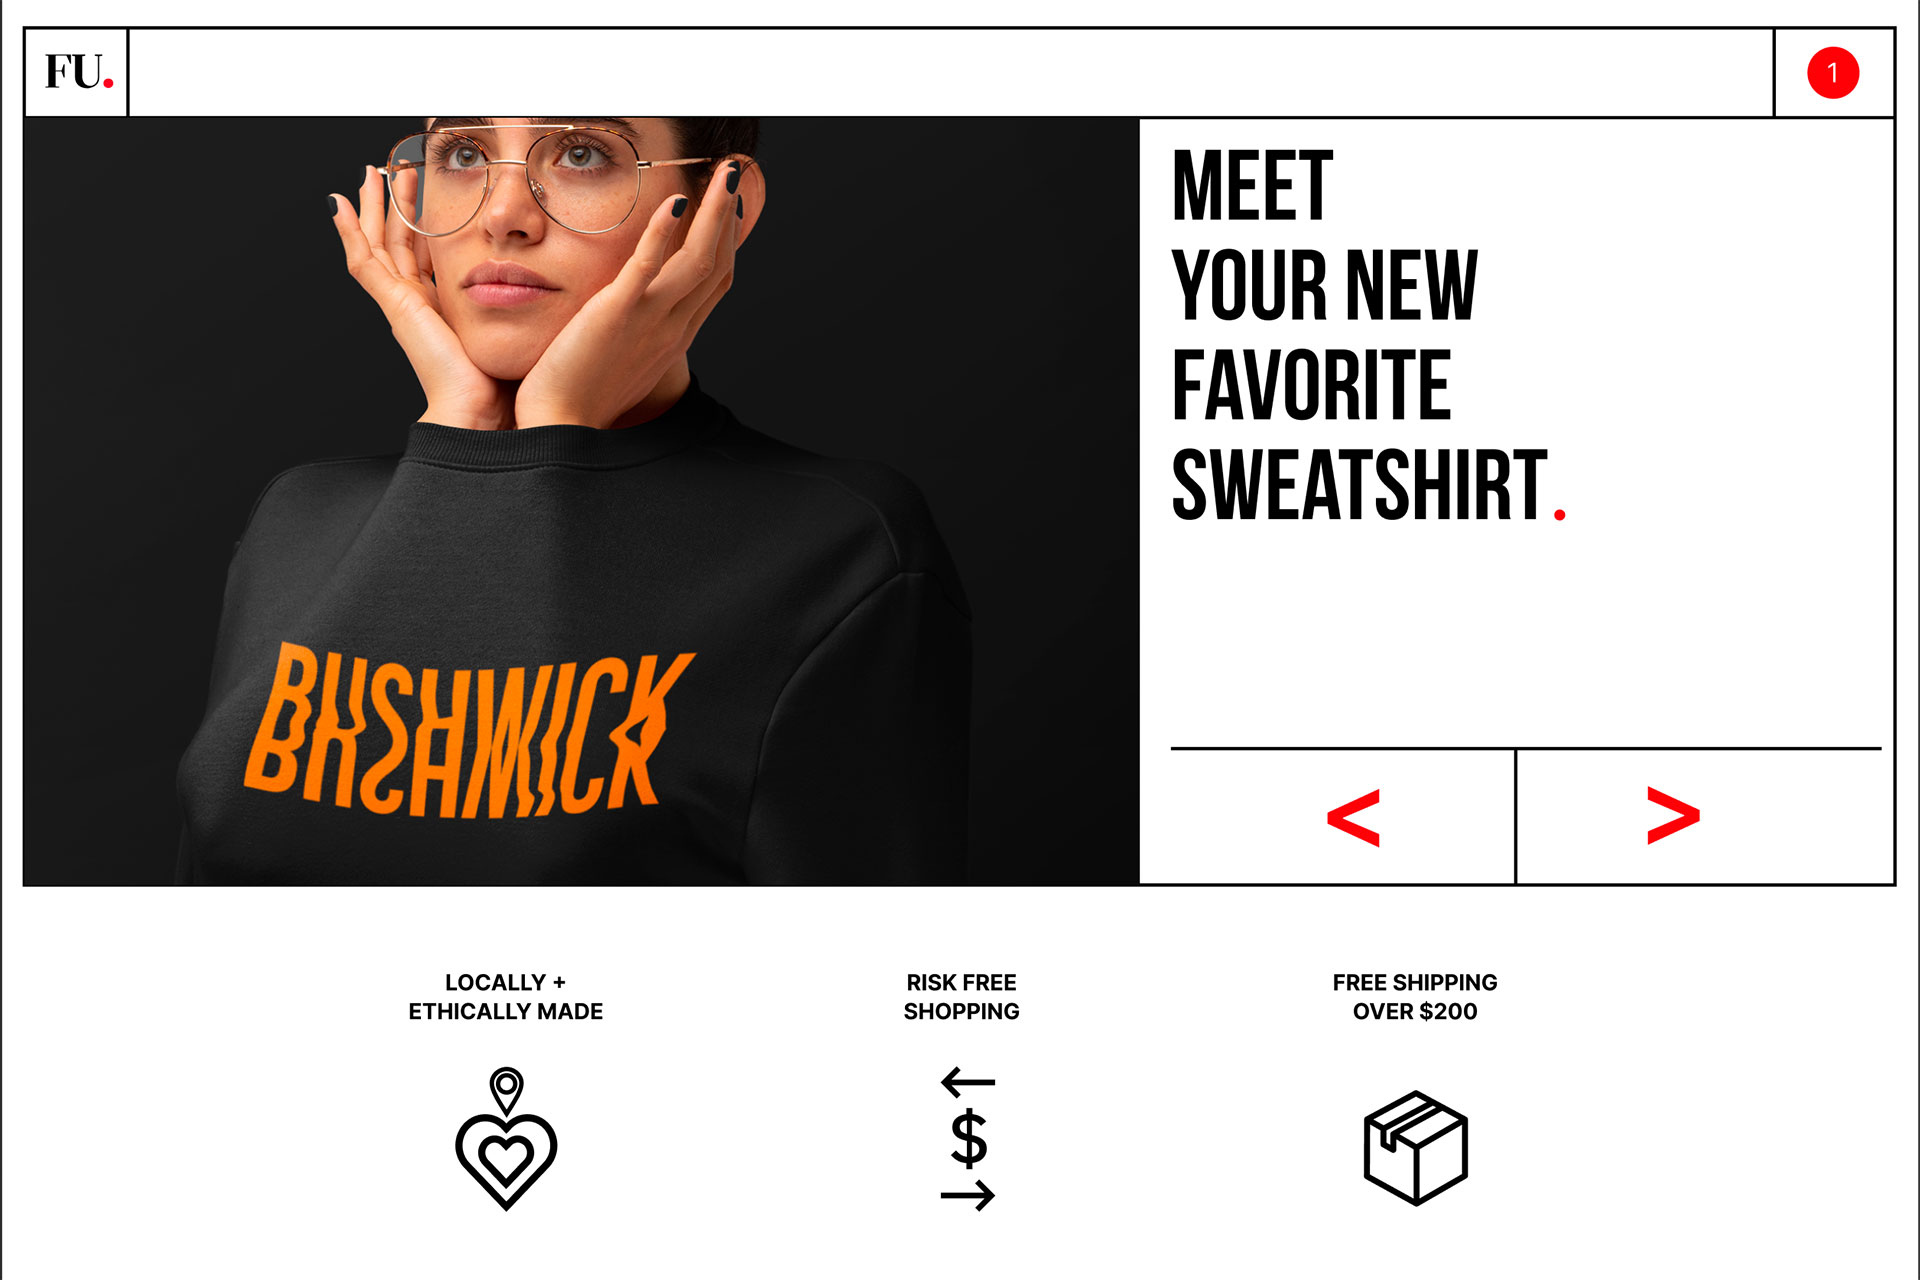 FU.
1
MEET
YOUR NEW
FAVORITE
SWEATSHIRT.
BUSHWICK
< >
LOCALLY +
ETHICALLY MADE
RISK FREE
SHOPPING
FREE SHIPPING
OVER $200
$